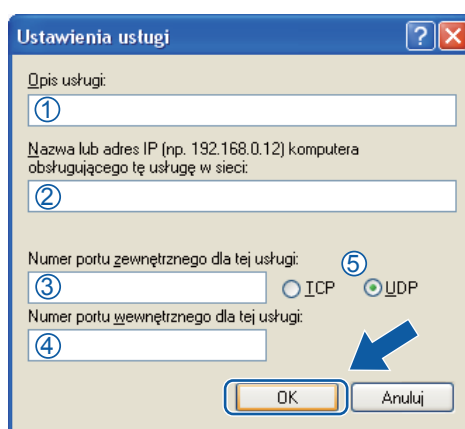 Ustawienia usługi
Opis usługi:
①
Nazwa lub adres IP (np. 192.168.0.12) komputera
obsługującego tę usługę w sieci:
②
Numer portu zewnętrznego dla tej usługi:
⑤
③
TCP
UDP
Numer portu wewnętrznego dla tej usługi:
④
OK
Anuluj